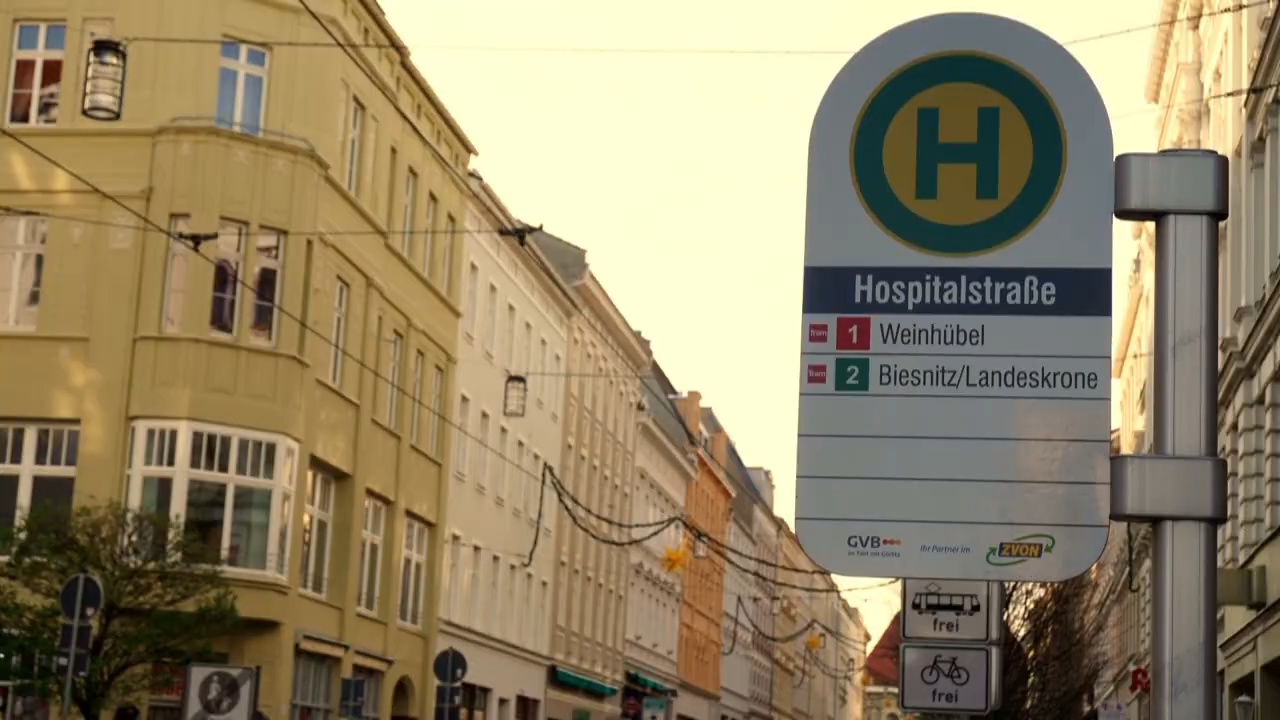 H
Hospitalstraße
Tram 1 Weinhübel
Tram 2 Biesnitz/Landeskrone
GVB
Ihr Partner im
ZVON
frei
frei